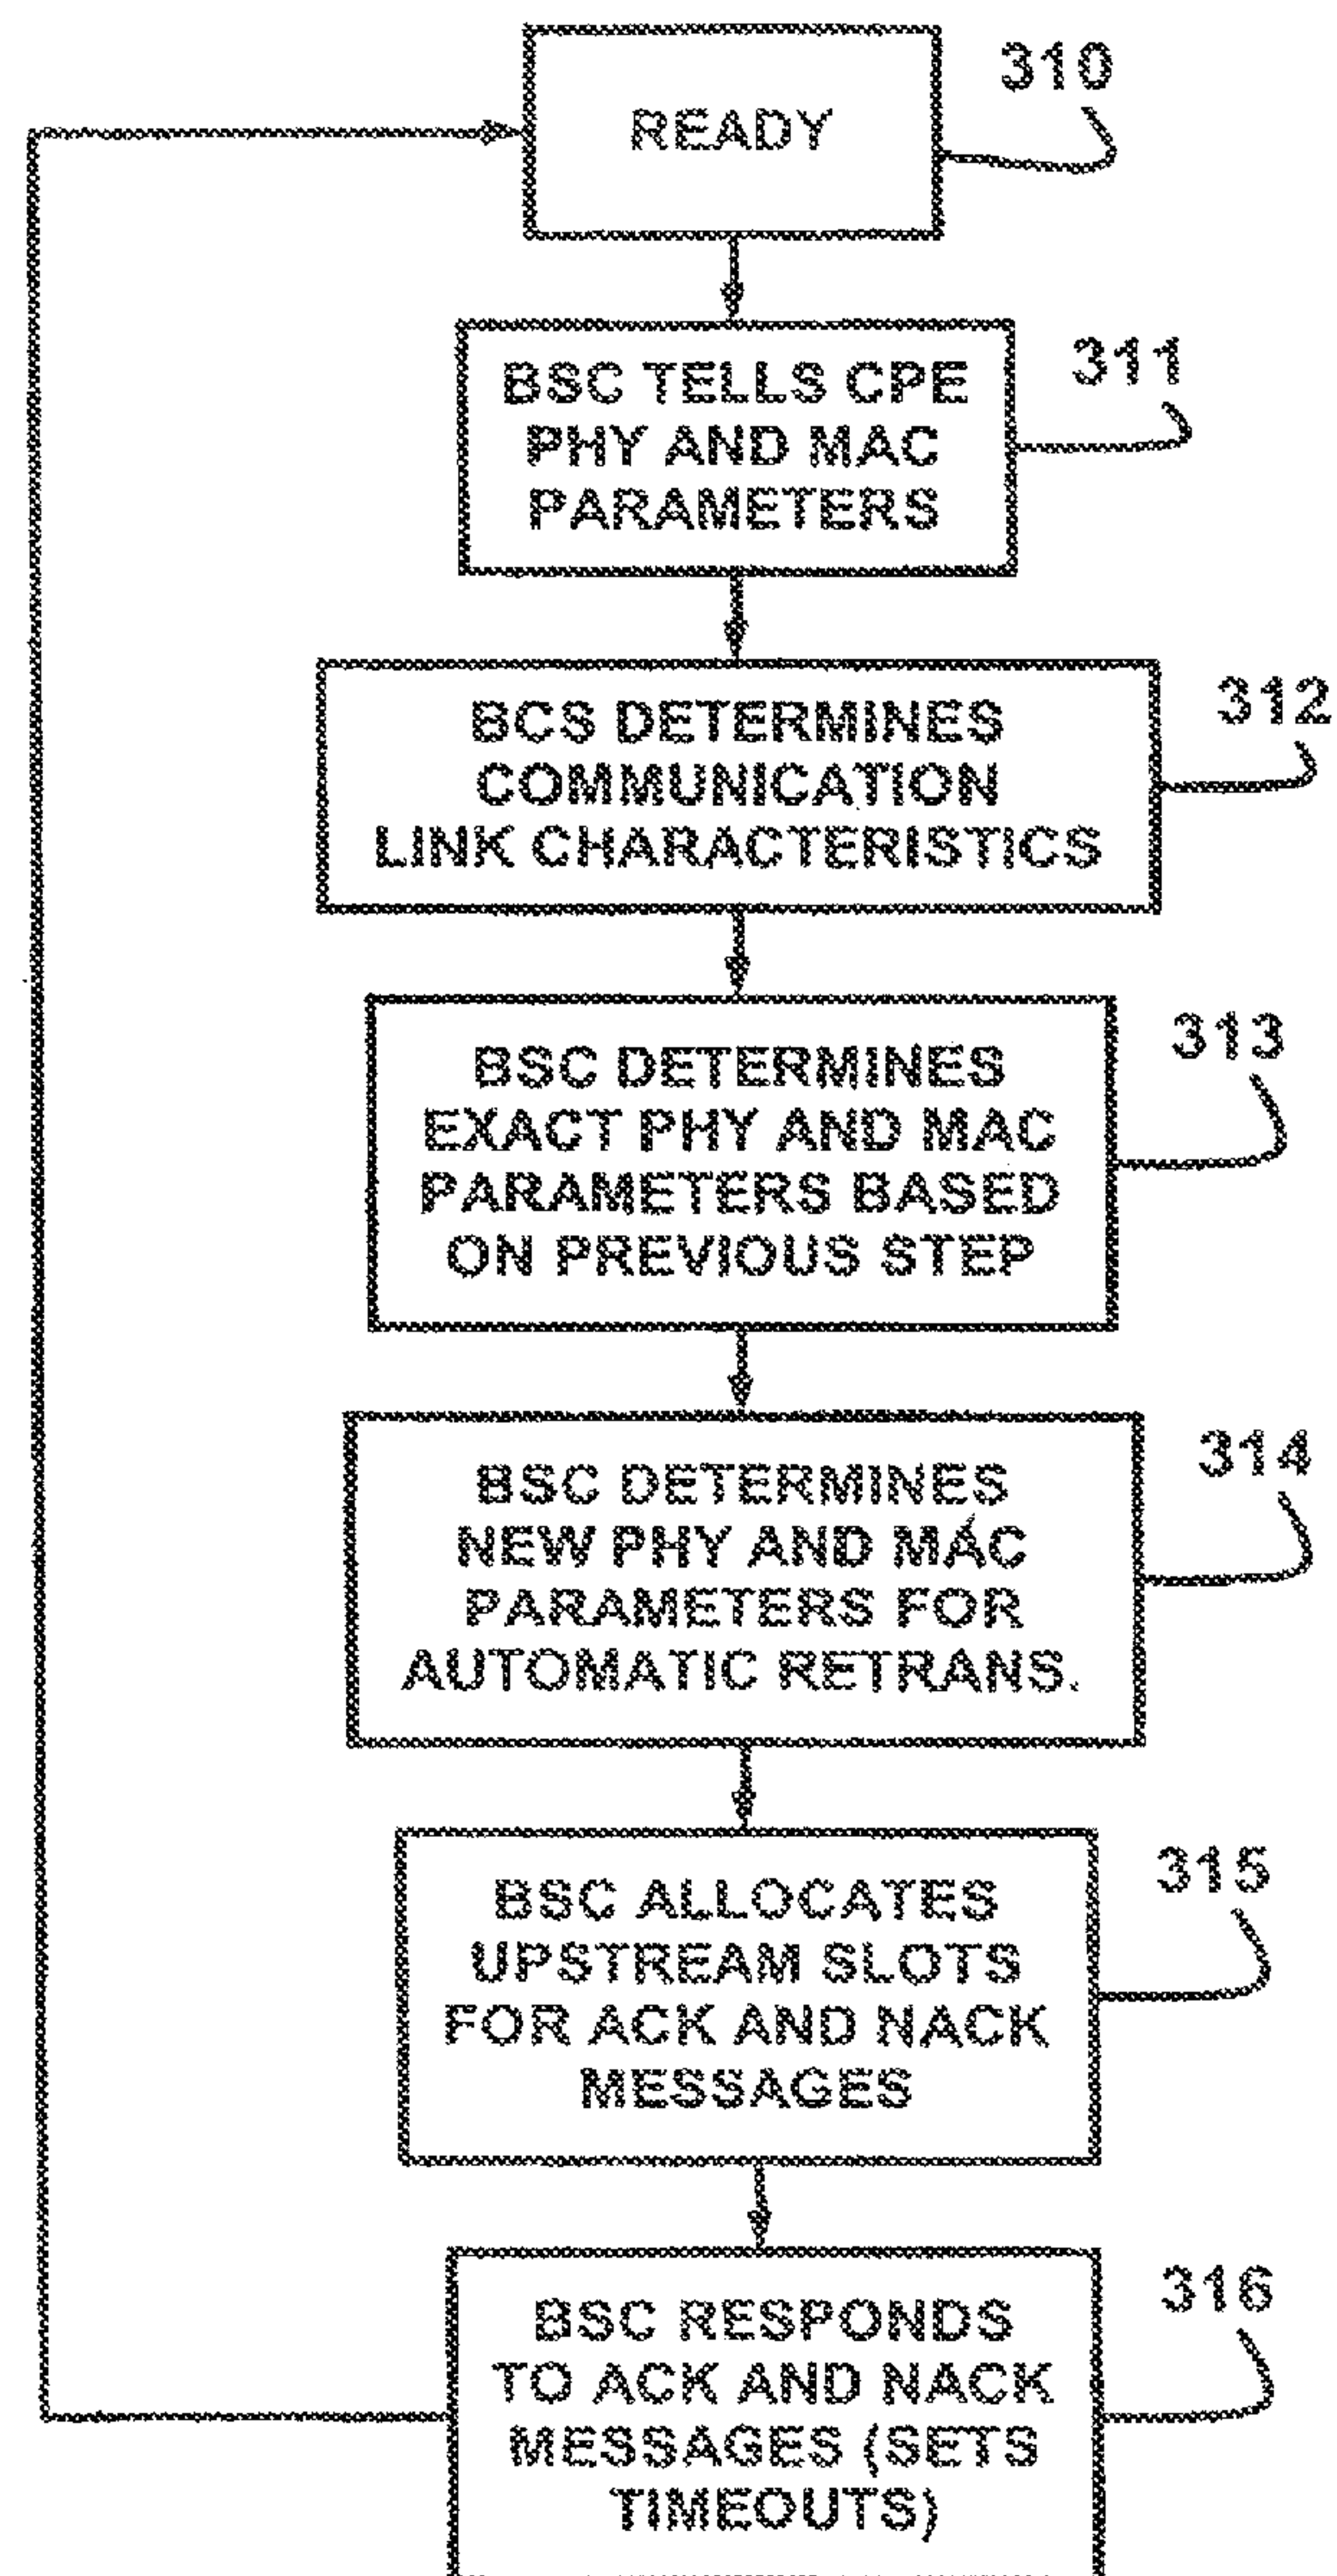 READY
310
BSC TELLS CPE
PHY AND MAC
PARAMETERS
311
BCS DETERMINES
COMMUNICATION
LINK CHARACTERISTICS
312
BSC DETERMINES
EXACT PHY AND MAC
PARAMETERS BASED
ON PREVIOUS STEP
313
BSC DETERMINES
NEW PHY AND MAC
PARAMETERS FOR
AUTOMATIC RETRANS.
314
BSC ALLOCATES
UPSTREAM SLOTS
FOR ACK AND NACK
MESSAGES
315
BSC RESPONDS
TO ACK AND NACK
MESSAGES (SETS
TIMEOUTS)
316